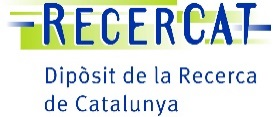 RECERCAT
Dipòsit de la Recerca
de Catalunya